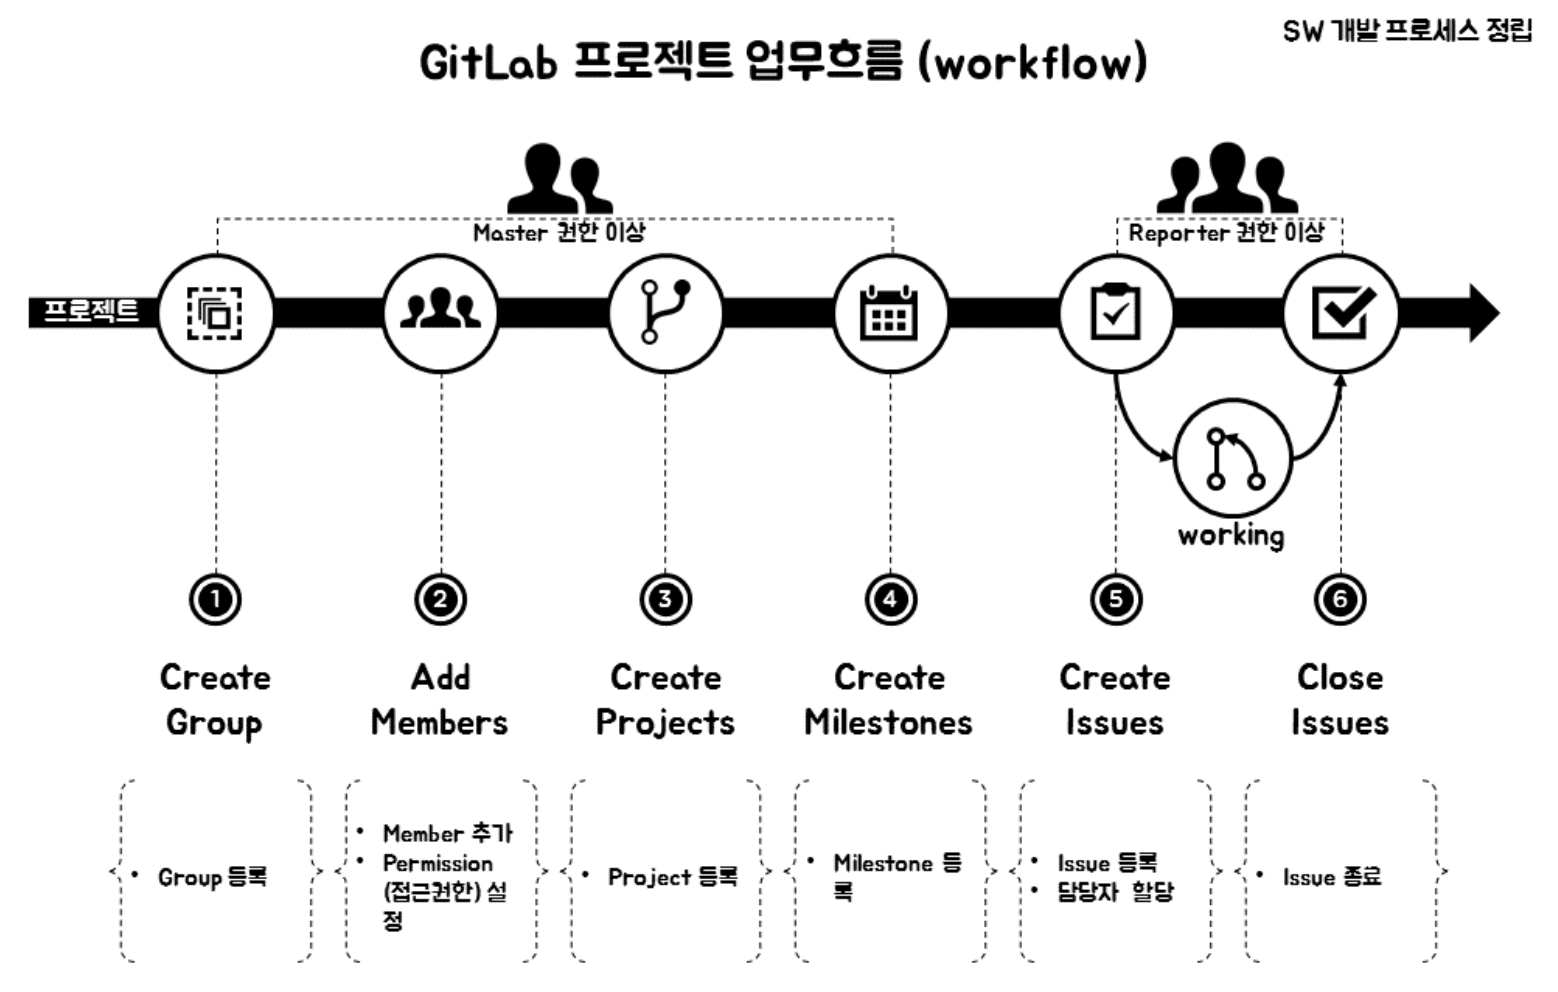 SW 개발 프로세스 정립
GitLab 프로젝트 업무흐름 (workflow)
Master 권한 이상
Reporter 권한 이상
프로젝트
working
1
2
3
4
5
6
Create
Group
Add
Members
Create
Projects
Create
Milestones
Create
Issues
Close
Issues
• Group 등록
• Member 추가
• Permission
(접근권한) 설
정
• Project 등록
• Milestone 등
록
• Issue 등록
• 담당자 할당
• Issue 종료